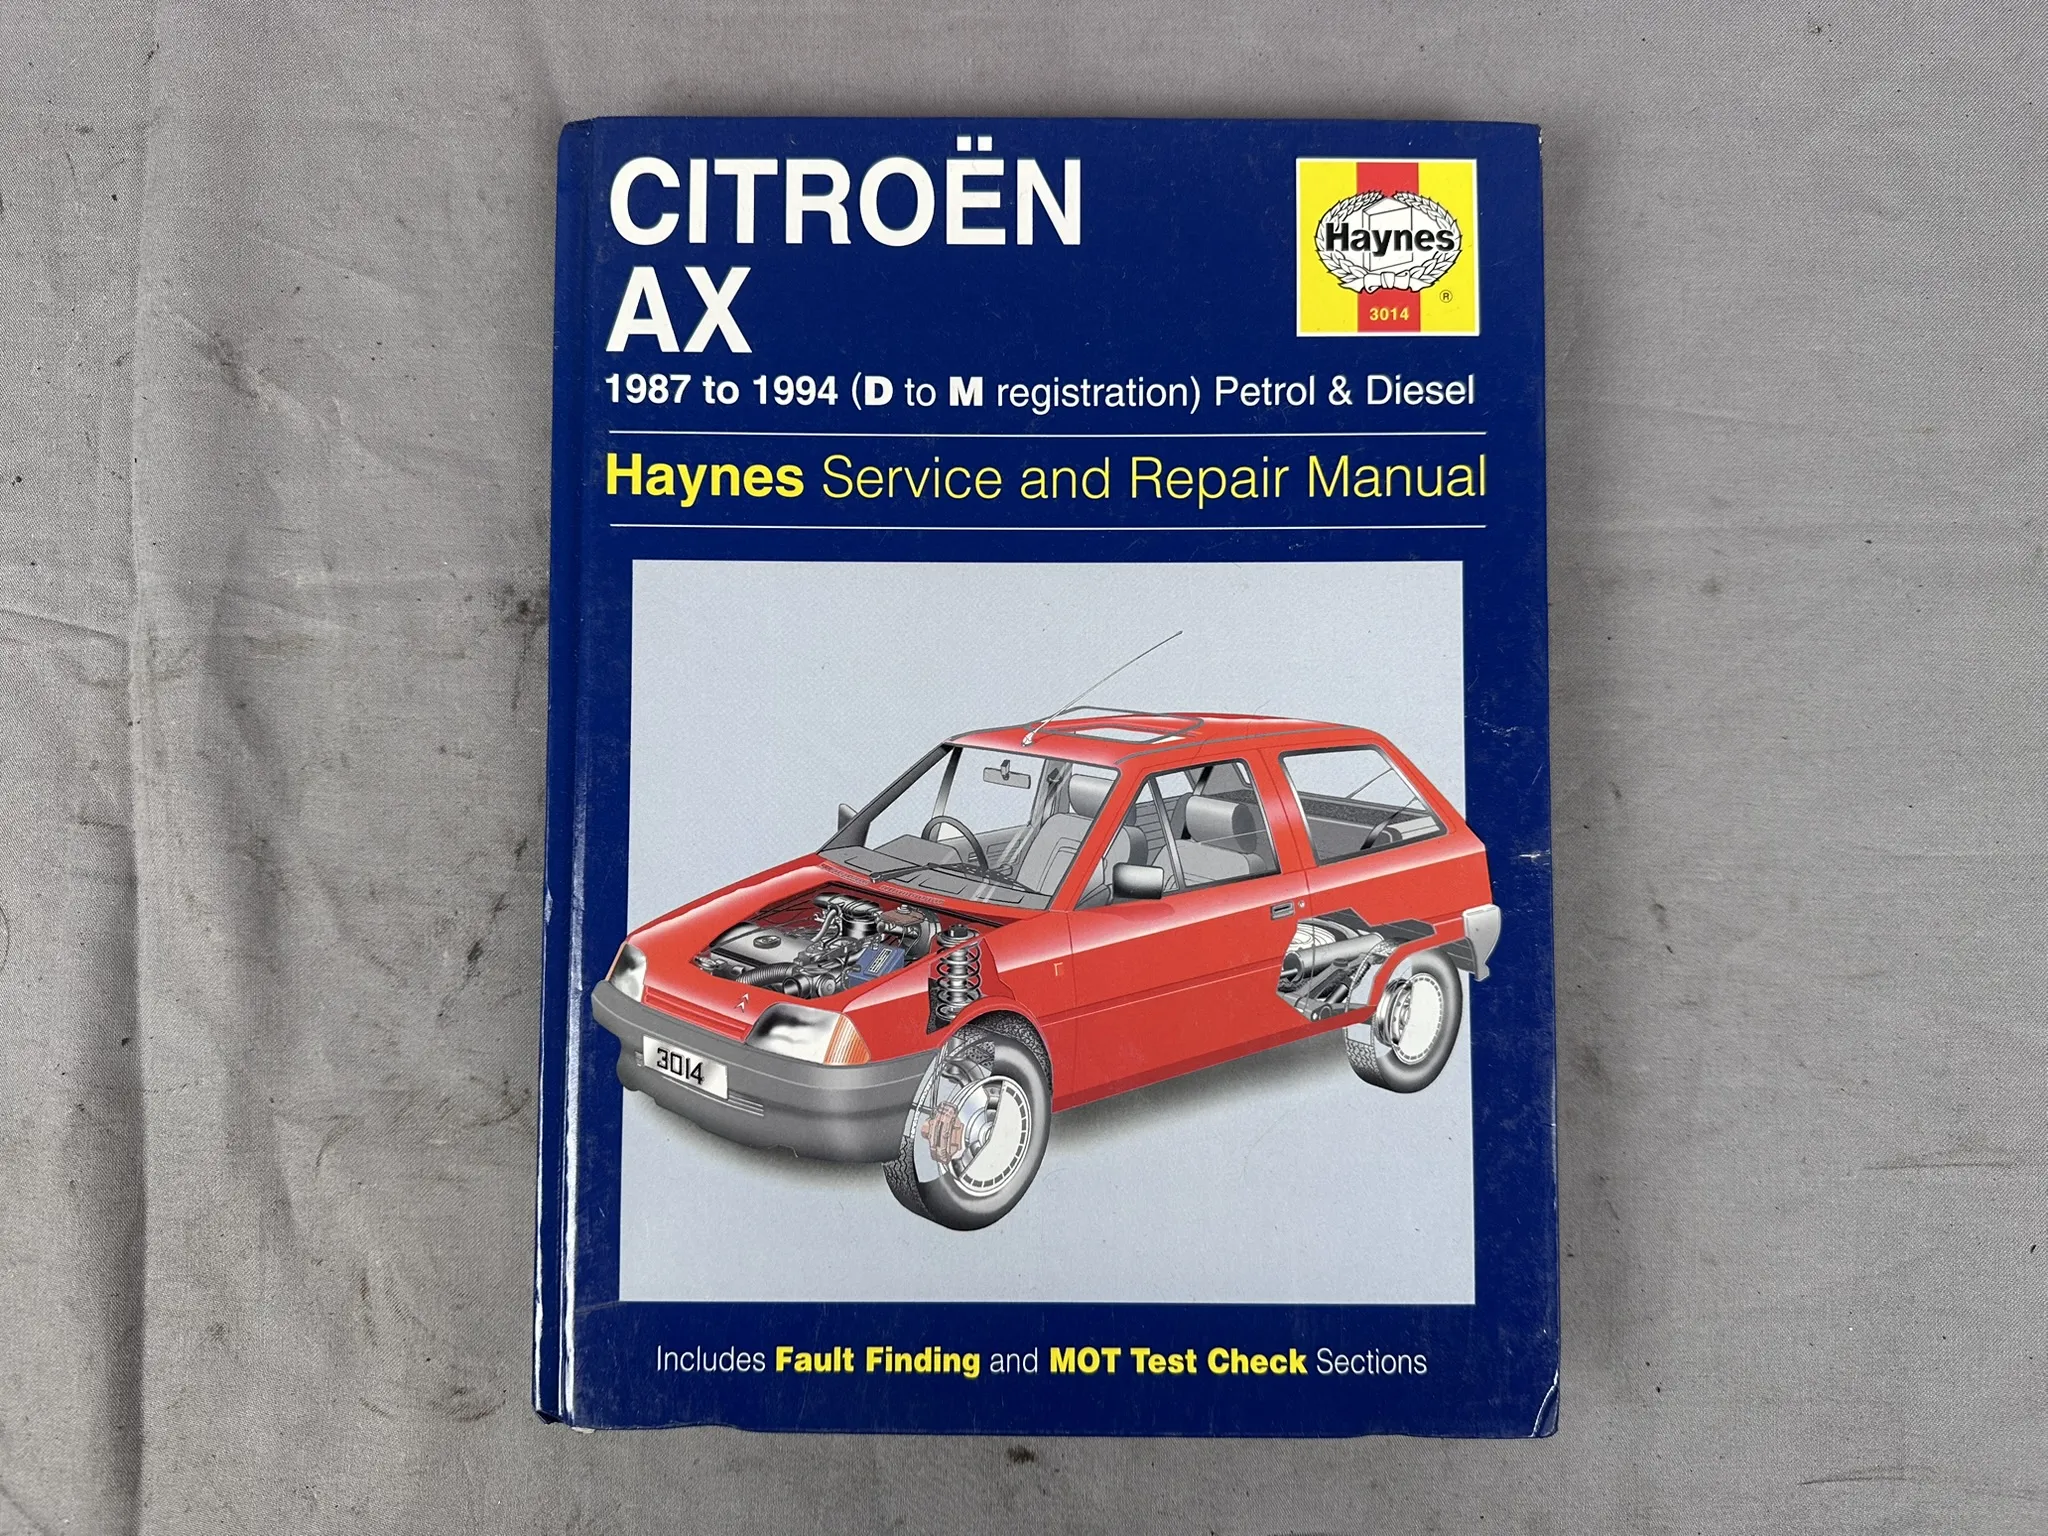 CITROËN
AX
Haynes
®
3014
1987 to 1994 (D to M registration) Petrol & Diesel
Haynes Service and Repair Manual
3014
Includes Fault Finding and MOT Test Check Sections